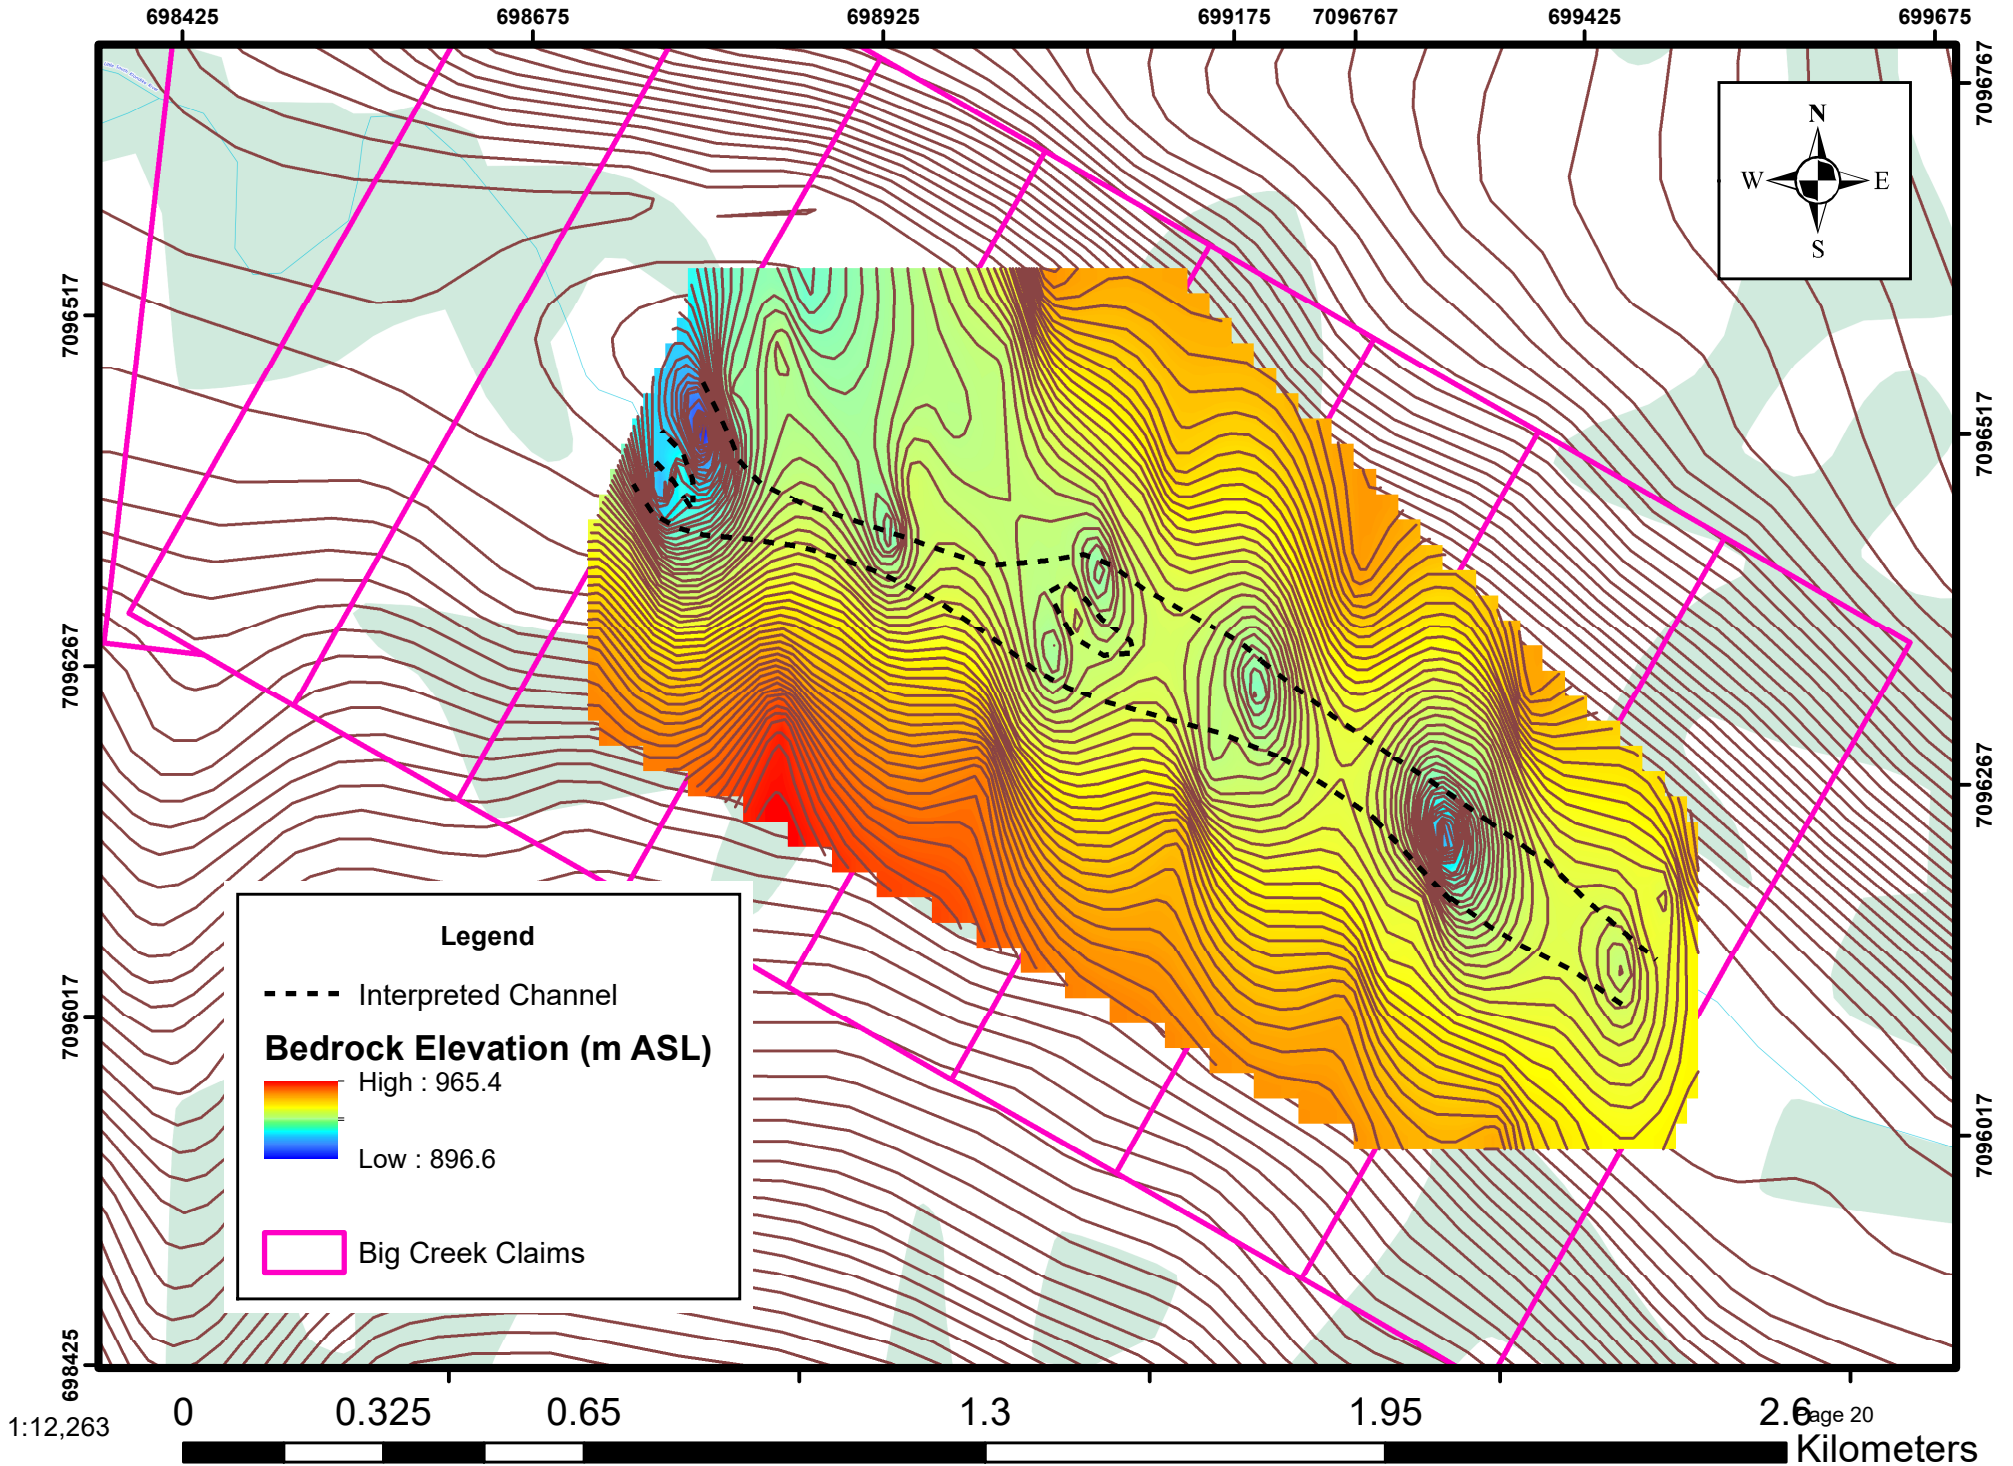 698425 698675 698925 699175 7096767 699425 699675
7096767
7096517
7096517
7096267
7096267
7096017
7096017
698425
N
W E
S
Legend
Interpreted Channel
Bedrock Elevation (m ASL)
High : 965.4
Low : 896.6
Big Creek Claims
1:12,263
0 0.325 0.65 1.3 1.95 2.6
age 20
Kilometers